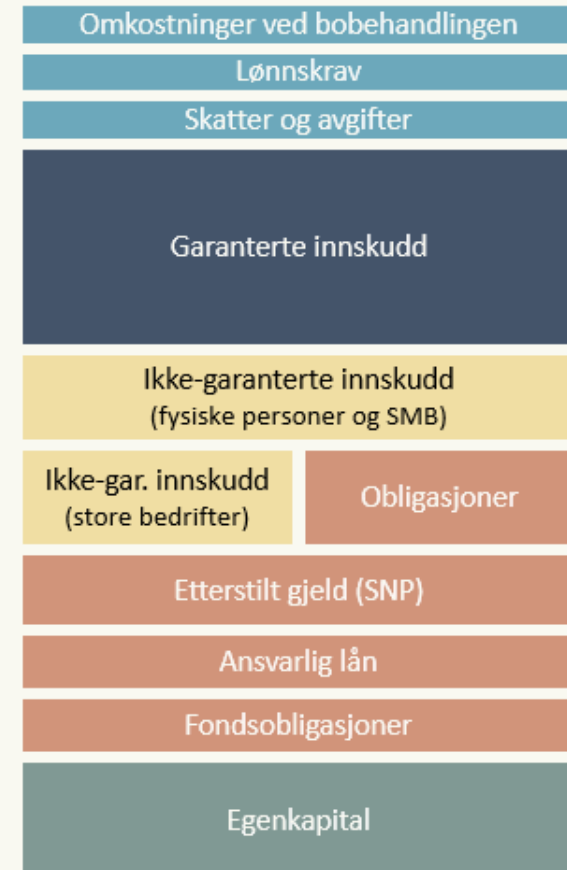 Omkostninger ved bobehandlingen
Lønnskrav
Skatter og avgifter
Garanterte innskudd
Ikke-garanterte innskudd
(fysiske personer og SMB)
Ikke-gar. innskudd
(store bedrifter)
Obligasjoner
Etterstilt gjeld (SNP)
Ansvarlig lån
Fondsobligasjoner
Egenkapital